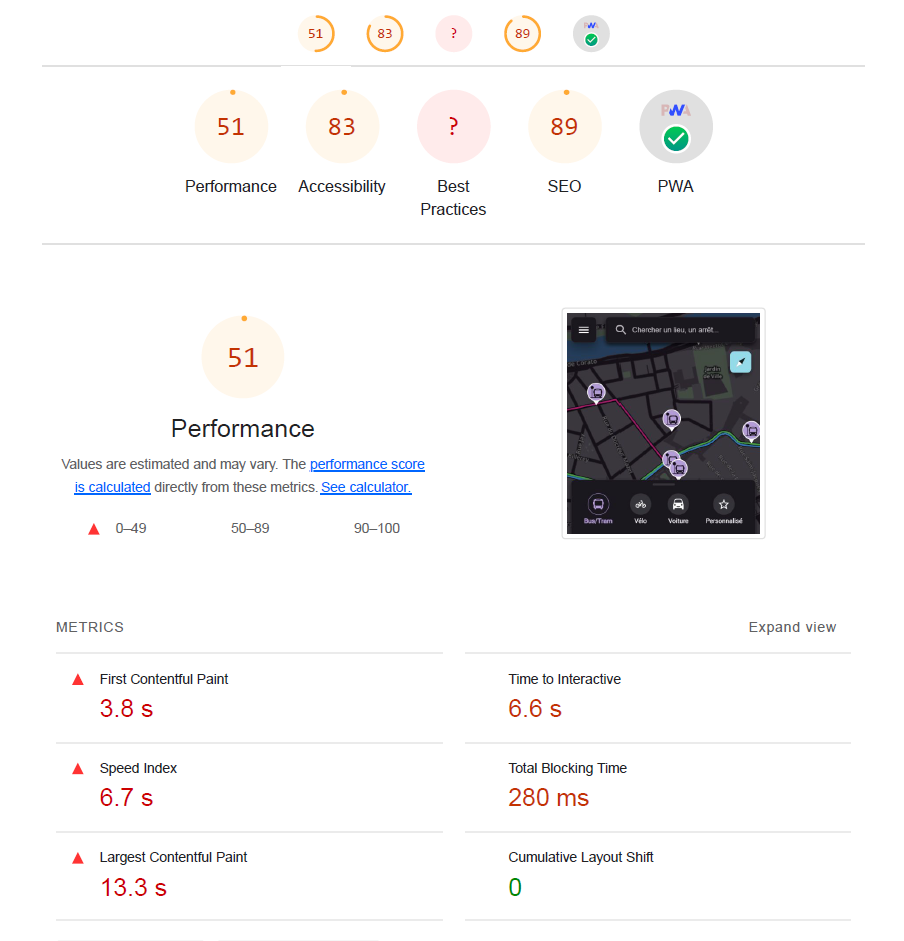 51 83 ? 89 PWA
51 83 ? 89 PWA
Performance Accessibility Best Practices SEO PWA
51
Performance
Values are estimated and may vary. The performance score
is calculated directly from these metrics. See calculator.
0–49 50–89 90–100
Chercher un lieu, un arrêt...
Jardin
de Ville
Bus/Tram Vélo Voiture Personnalisé
METRICS Expand view
First Contentful Paint
3.8 s
Time to Interactive
6.6 s
Speed Index
6.7 s
Total Blocking Time
280 ms
Largest Contentful Paint
13.3 s
Cumulative Layout Shift
0